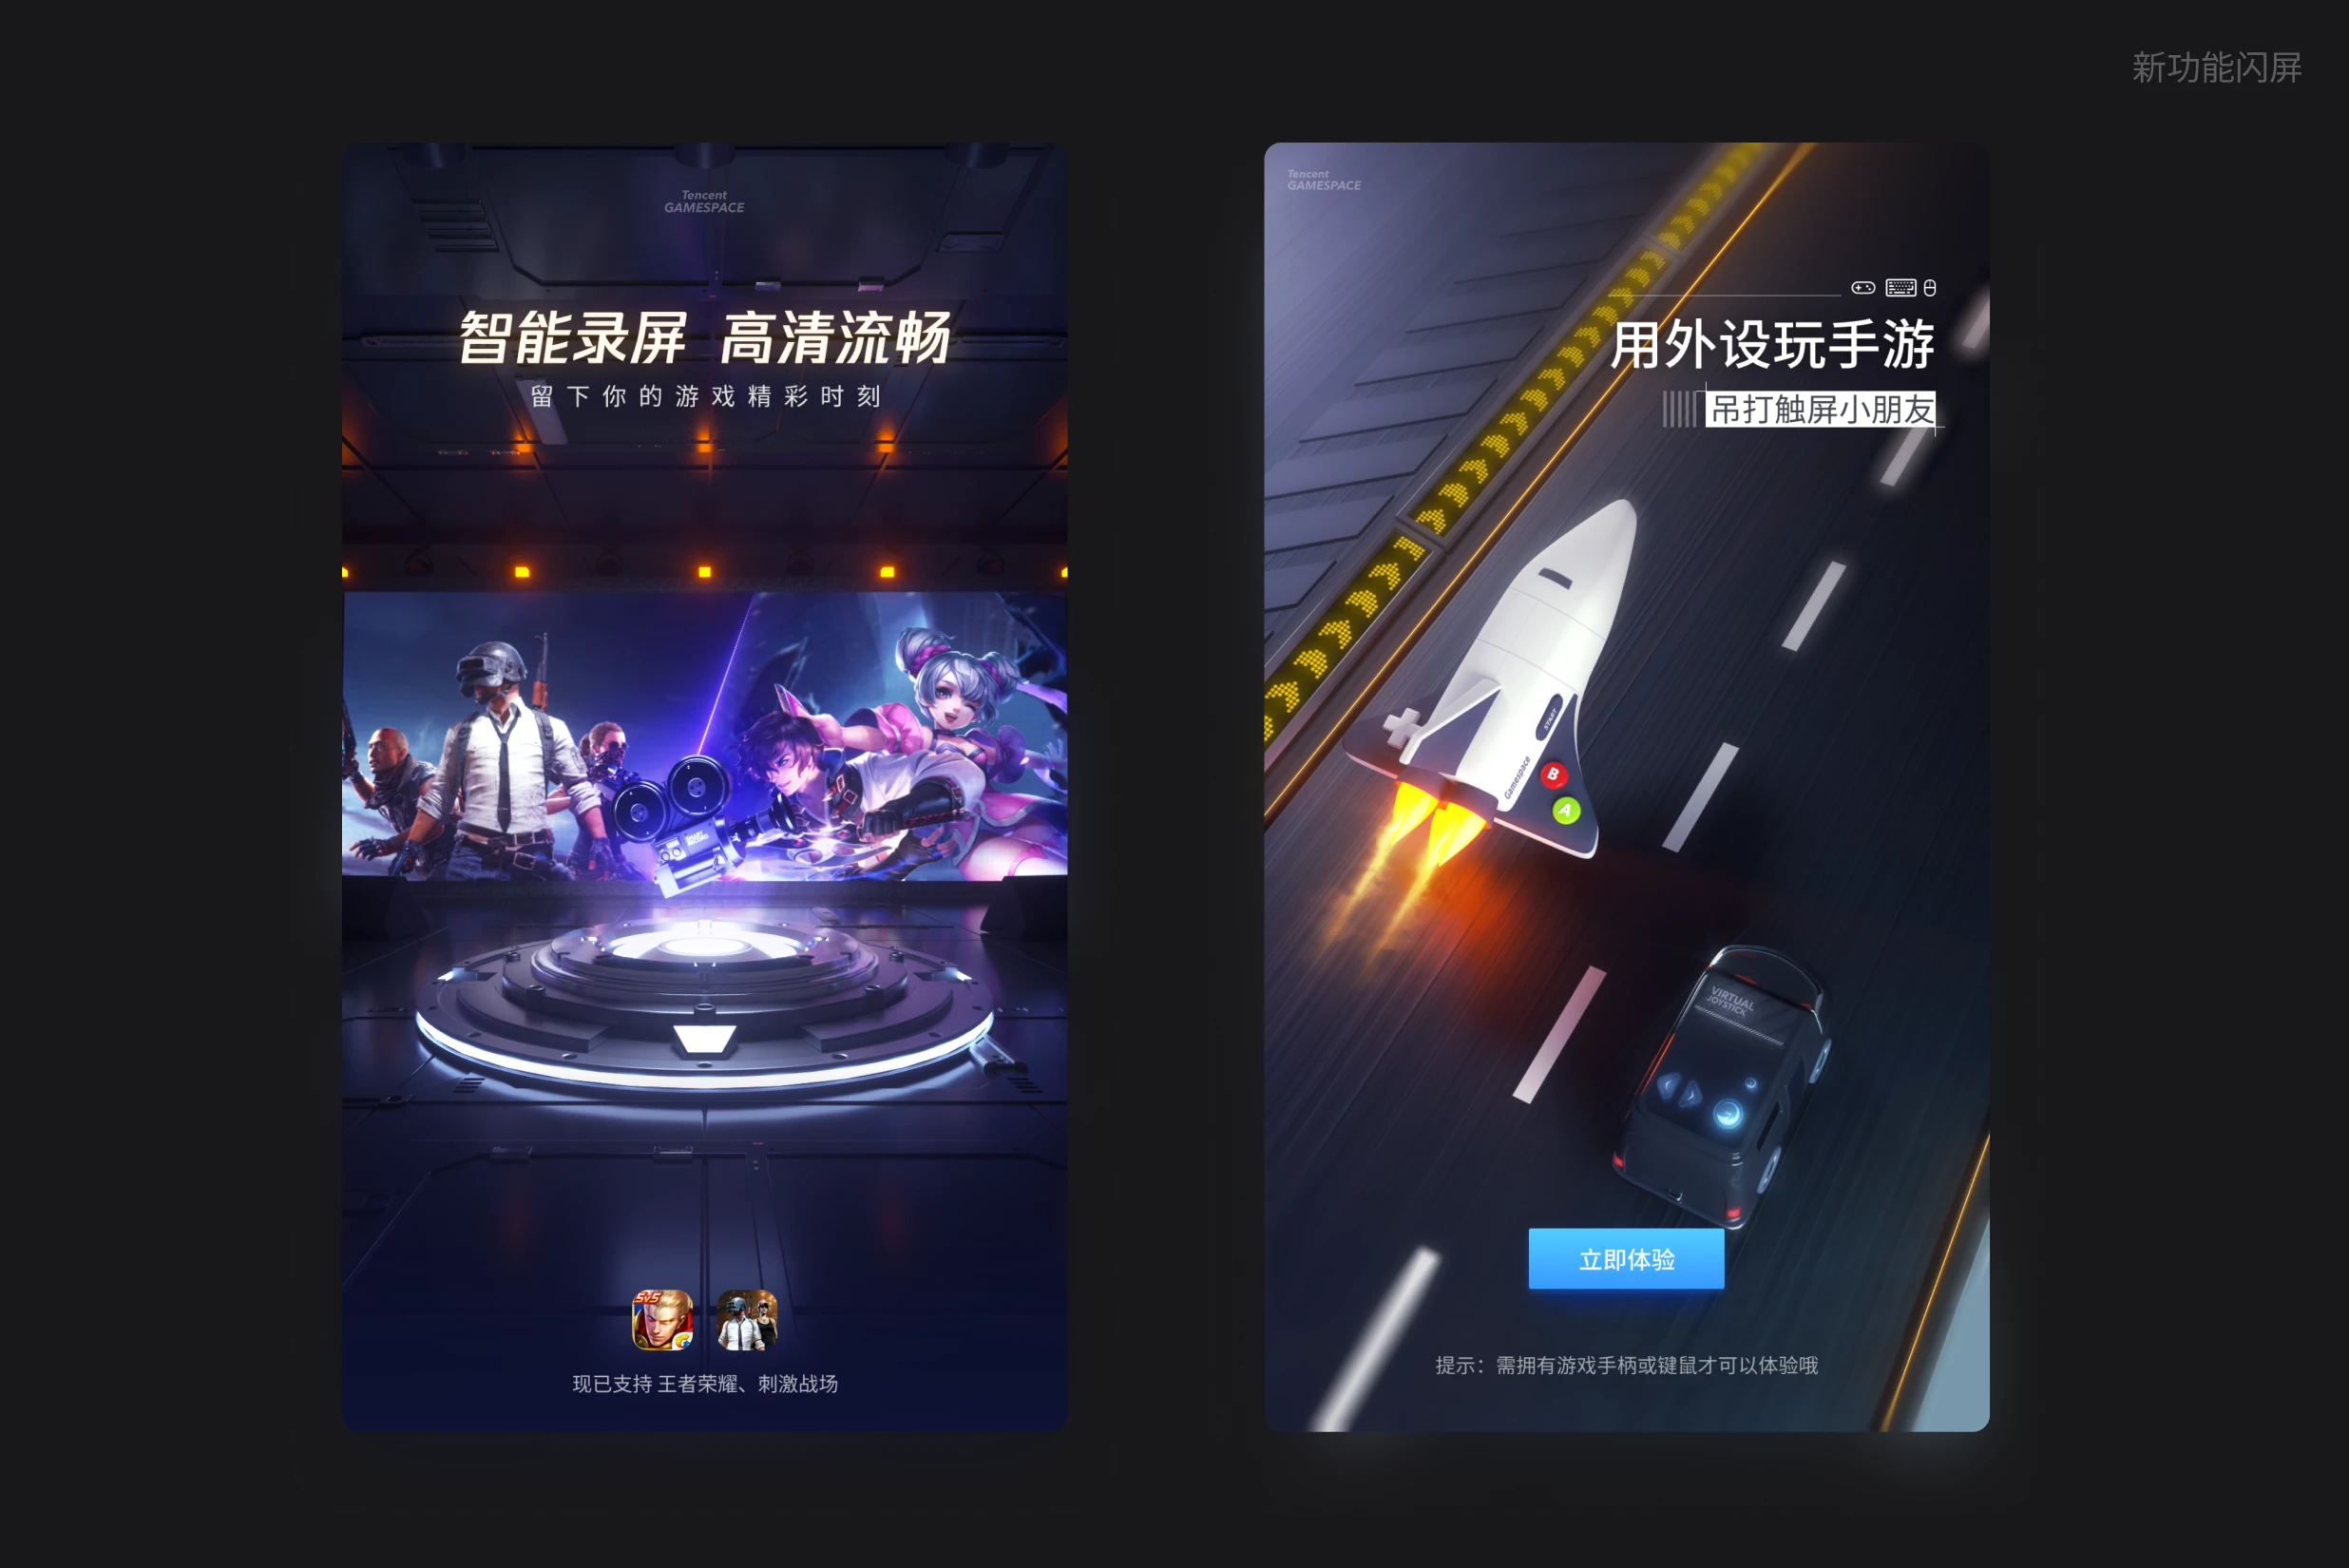 新功能闪屏
Tencent
GAMESPACE
智能录屏 高清流畅
留下你的游戏精彩时刻
SMART
RECORD
5v5
现已支持 王者荣耀、刺激战场
Tencent
GAMESPACE
用外设玩手游
吊打触屏小朋友
START
Gamespace
B
A
VIRTUAL
JOYSTICK
立即体验
提示：需拥有游戏手柄或键鼠才可以体验哦